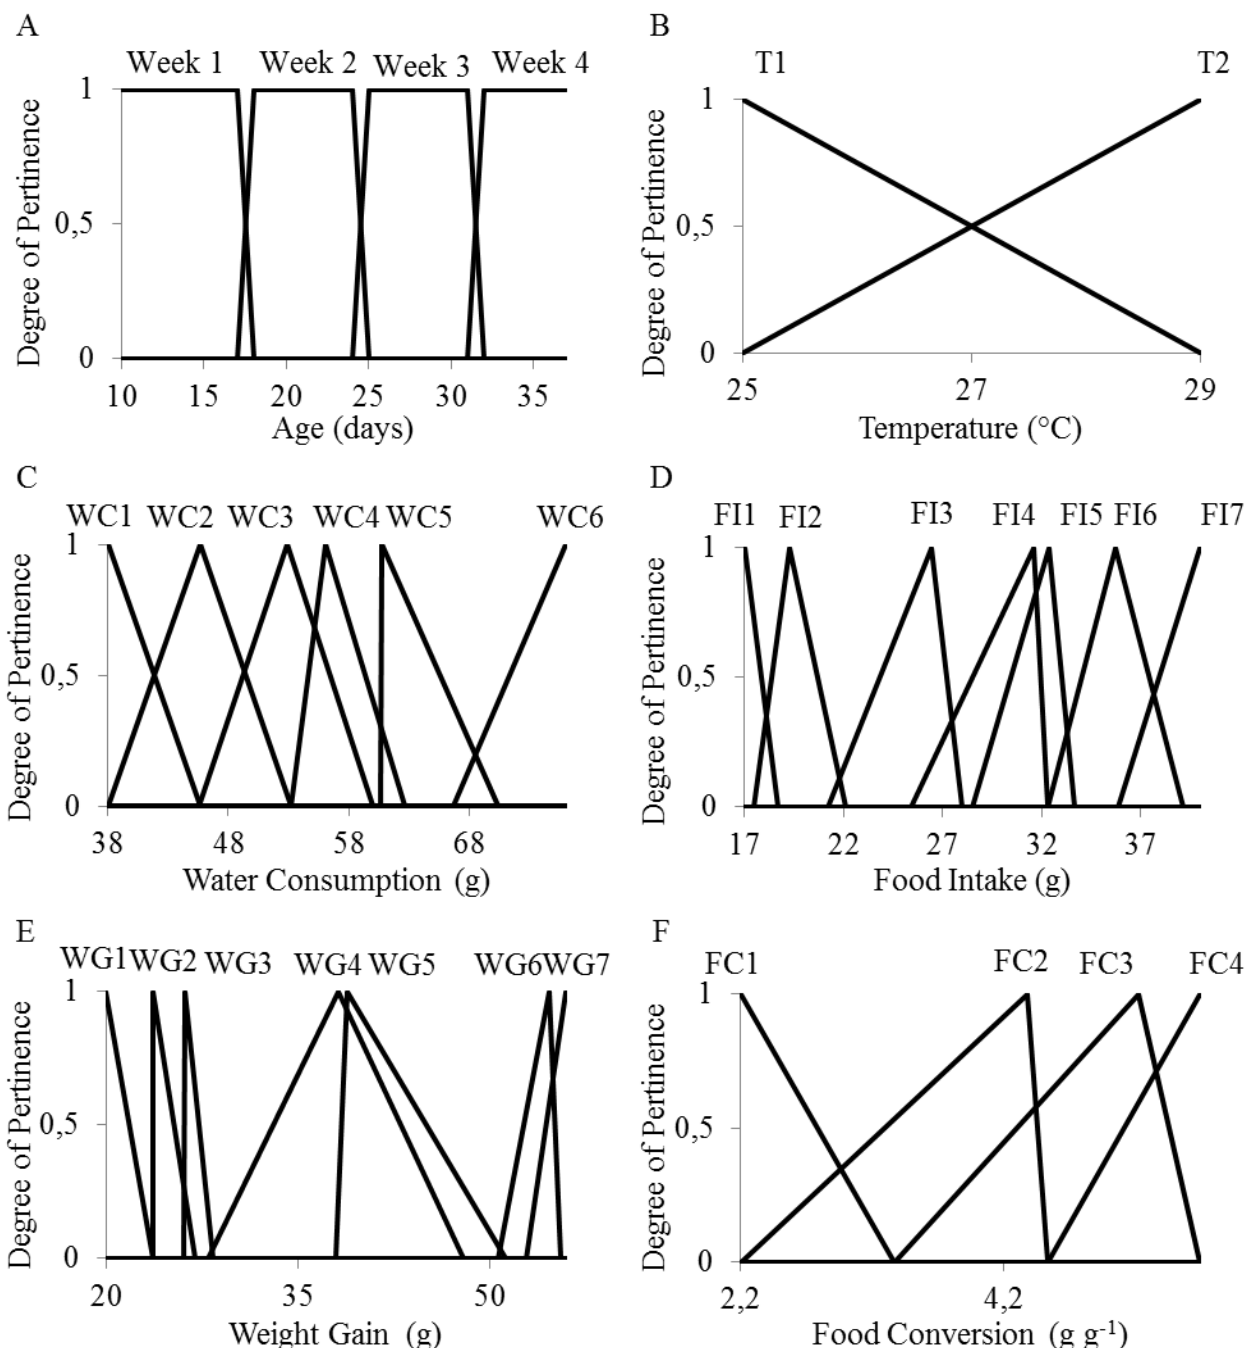 A
Week 1 Week 2 Week 3 Week 4
Degree of Pertinence
1
0,5
0
10 15 20 25 30 35
Age (days)
B
T1 T2
Degree of Pertinence
1
0,5
0
25 27 29
Temperature (°C)
C
WC1 WC2 WC3 WC4 WC5 WC6
Degree of Pertinence
1
0,5
0
38 48 58 68
Water Consumption (g)
D
FI1 FI2 FI3 FI4 FI5 FI6 FI7
Degree of Pertinence
1
0,5
0
17 22 27 32 37
Food Intake (g)
E
WG1 WG2 WG3 WG4 WG5 WG6 WG7
Degree of Pertinence
1
0,5
0
20 35 50
Weight Gain (g)
F
FC1 FC2 FC3 FC4
Degree of Pertinence
1
0,5
0
2,2 4,2
Food Conversion (g g⁻¹)